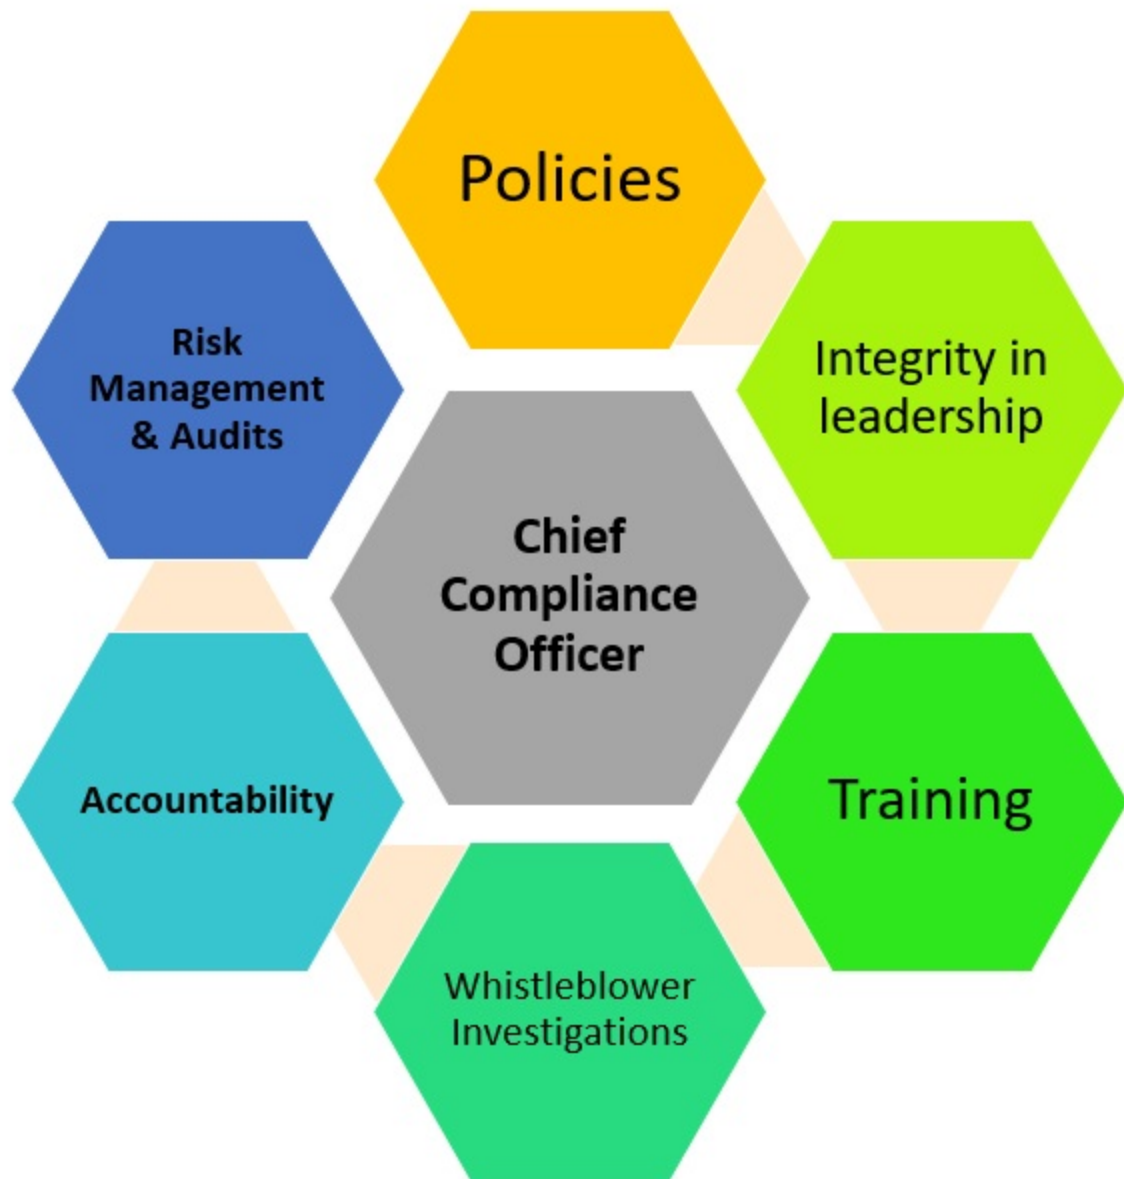 Policies
Integrity in
leadership
Training
Whistleblower
Investigations
Accountability
Risk
Management
& Audits
Chief
Compliance
Officer